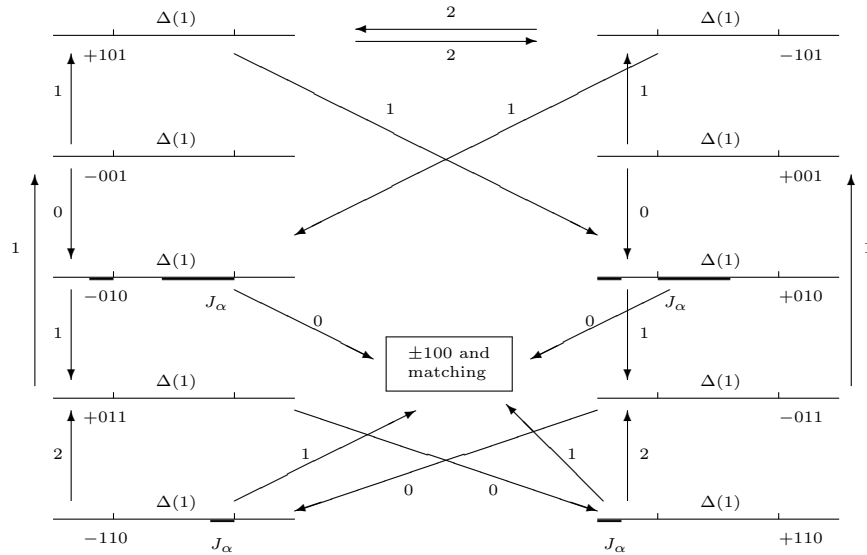 Δ(1) 2 Δ(1)
+101 2 -101
1 1 1 1
Δ(1) Δ(1)
-001 +001
1 0 0 1
Δ(1) Δ(1)
-010 J_α J_α +010
1 0 0 1
±100 and
matching
Δ(1) Δ(1)
+011 -011
2 1 1 2
0 0
Δ(1) Δ(1)
-110 J_α J_α +110